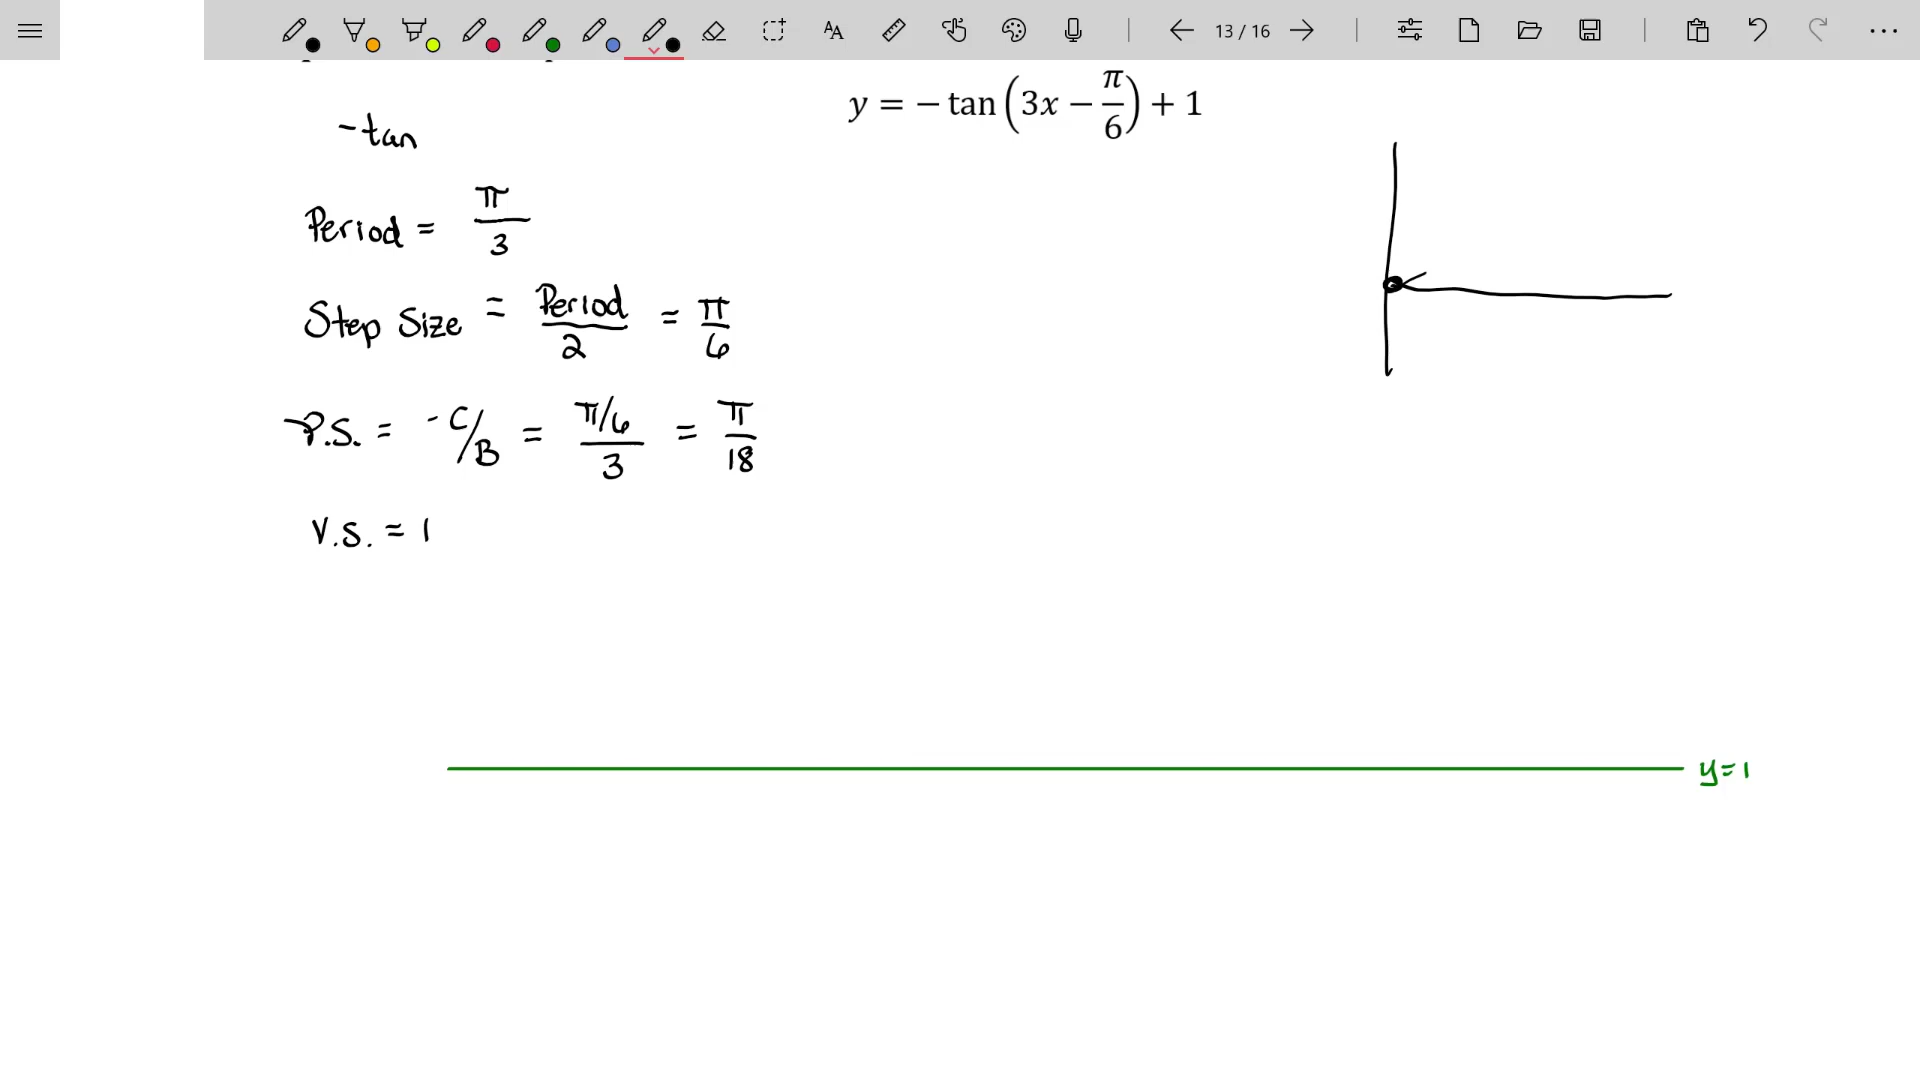 13 / 16
y = − tan (3x − π/6) + 1
-tan
Period = π/3
Step Size = Period/2 = π/6
P.S. = -C/B = π/6/3 = π/18
V.S. = 1
y=1